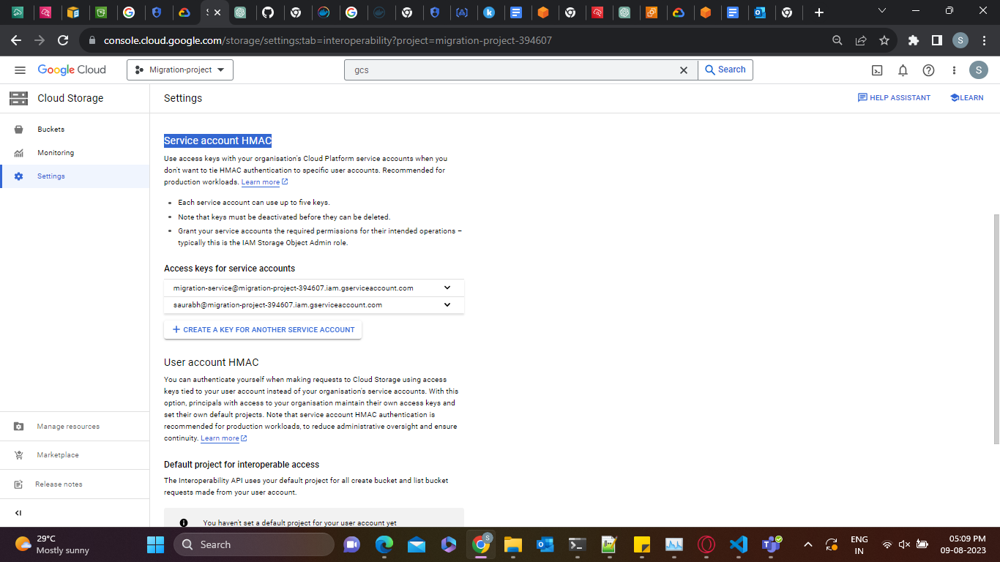 console.cloud.google.com/storage/settings;tab=interoperability?project=migration-project-394607
S
Google Cloud
Migration-project
gcs
Search
S
Cloud Storage
Settings
HELP ASSISTANT
LEARN
Buckets
Monitoring
Settings
Manage resources
Marketplace
Release notes
Service account HMAC
Use access keys with your organisation's Cloud Platform service accounts when you
don't want to tie HMAC authentication to specific user accounts. Recommended for
production workloads. Learn more
• Each service account can use up to five keys.
• Note that keys must be deactivated before they can be deleted.
• Grant your service accounts the required permissions for their intended operations –
typically this is the IAM Storage Object Admin role.
Access keys for service accounts
migration-service@migration-project-394607.iam.gserviceaccount.com
saurabh@migration-project-394607.iam.gserviceaccount.com
CREATE A KEY FOR ANOTHER SERVICE ACCOUNT
User account HMAC
You can authenticate yourself when making requests to Cloud Storage using access
keys tied to your user account instead of your organisation's service accounts. With this
option, principals with access to your organisation maintain their own access keys and
set their own default projects. Note that service account HMAC authentication is
recommended for production workloads, to reduce administrative oversight and ensure
continuity. Learn more
Default project for interoperable access
The Interoperability API uses your default project for all create bucket and list bucket
requests made from your user account.
You haven't set a default project for your user account yet
29°C
Mostly sunny
Search
S
ENG
IN
05:09 PM
09-08-2023